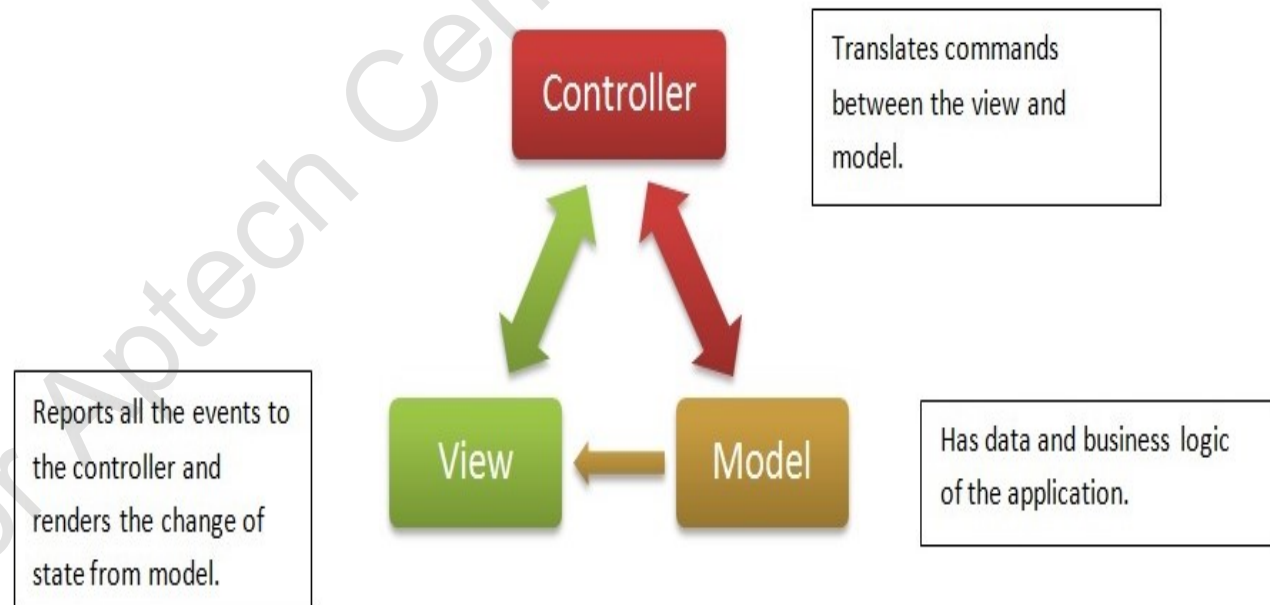 Controller
Translates commands
between the view and
model.
Reports all the events to
the controller and
renders the change of
state from model.
View
Model
Has data and business logic
of the application.
Aptech